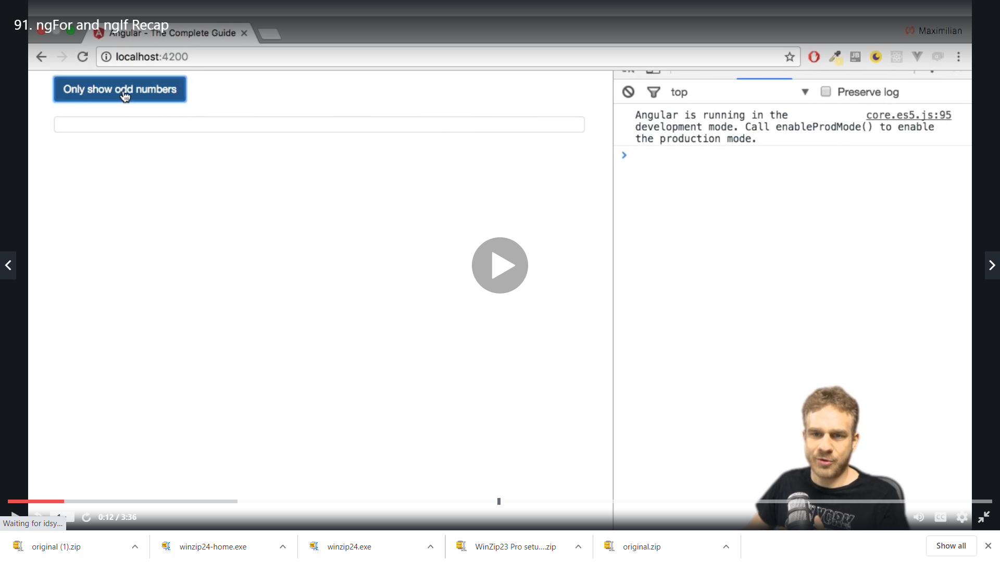 91. ngFor and ngIf Recap
Angular - The Complete Guide
Maximilian
localhost:4200
JB
Only show odd numbers
top
Preserve log
Angular is running in the core.es5.js:95
development mode. Call enableProdMode() to enable
the production mode.
YORK
0:12 / 3:36
CC
Waiting for idsy...
original (1).zip
winzip24-home.exe
winzip24.exe
WinZip23 Pro setu....zip
original.zip
Show all